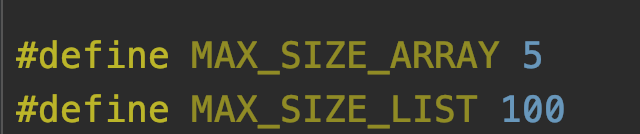 #define MAX_SIZE_ARRAY 5
#define MAX_SIZE_LIST 100